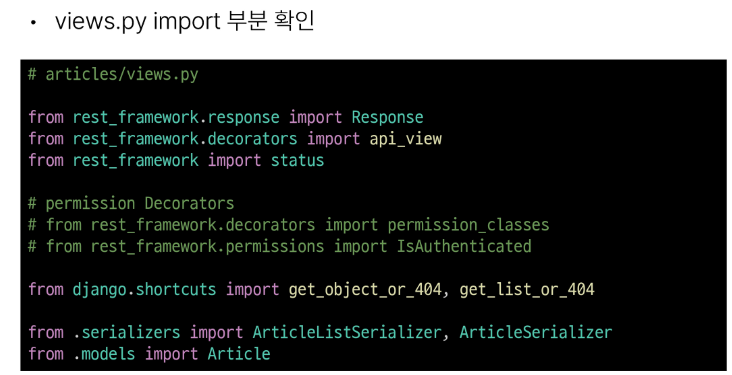 • views.py import 부분 확인
# articles/views.py
from rest_framework.response import Response
from rest_framework.decorators import api_view
from rest_framework import status
# permission Decorators
# from rest_framework.decorators import permission_classes
# from rest_framework.permissions import IsAuthenticated
from django.shortcuts import get_object_or_404, get_list_or_404
from .serializers import ArticleListSerializer, ArticleSerializer
from .models import Article